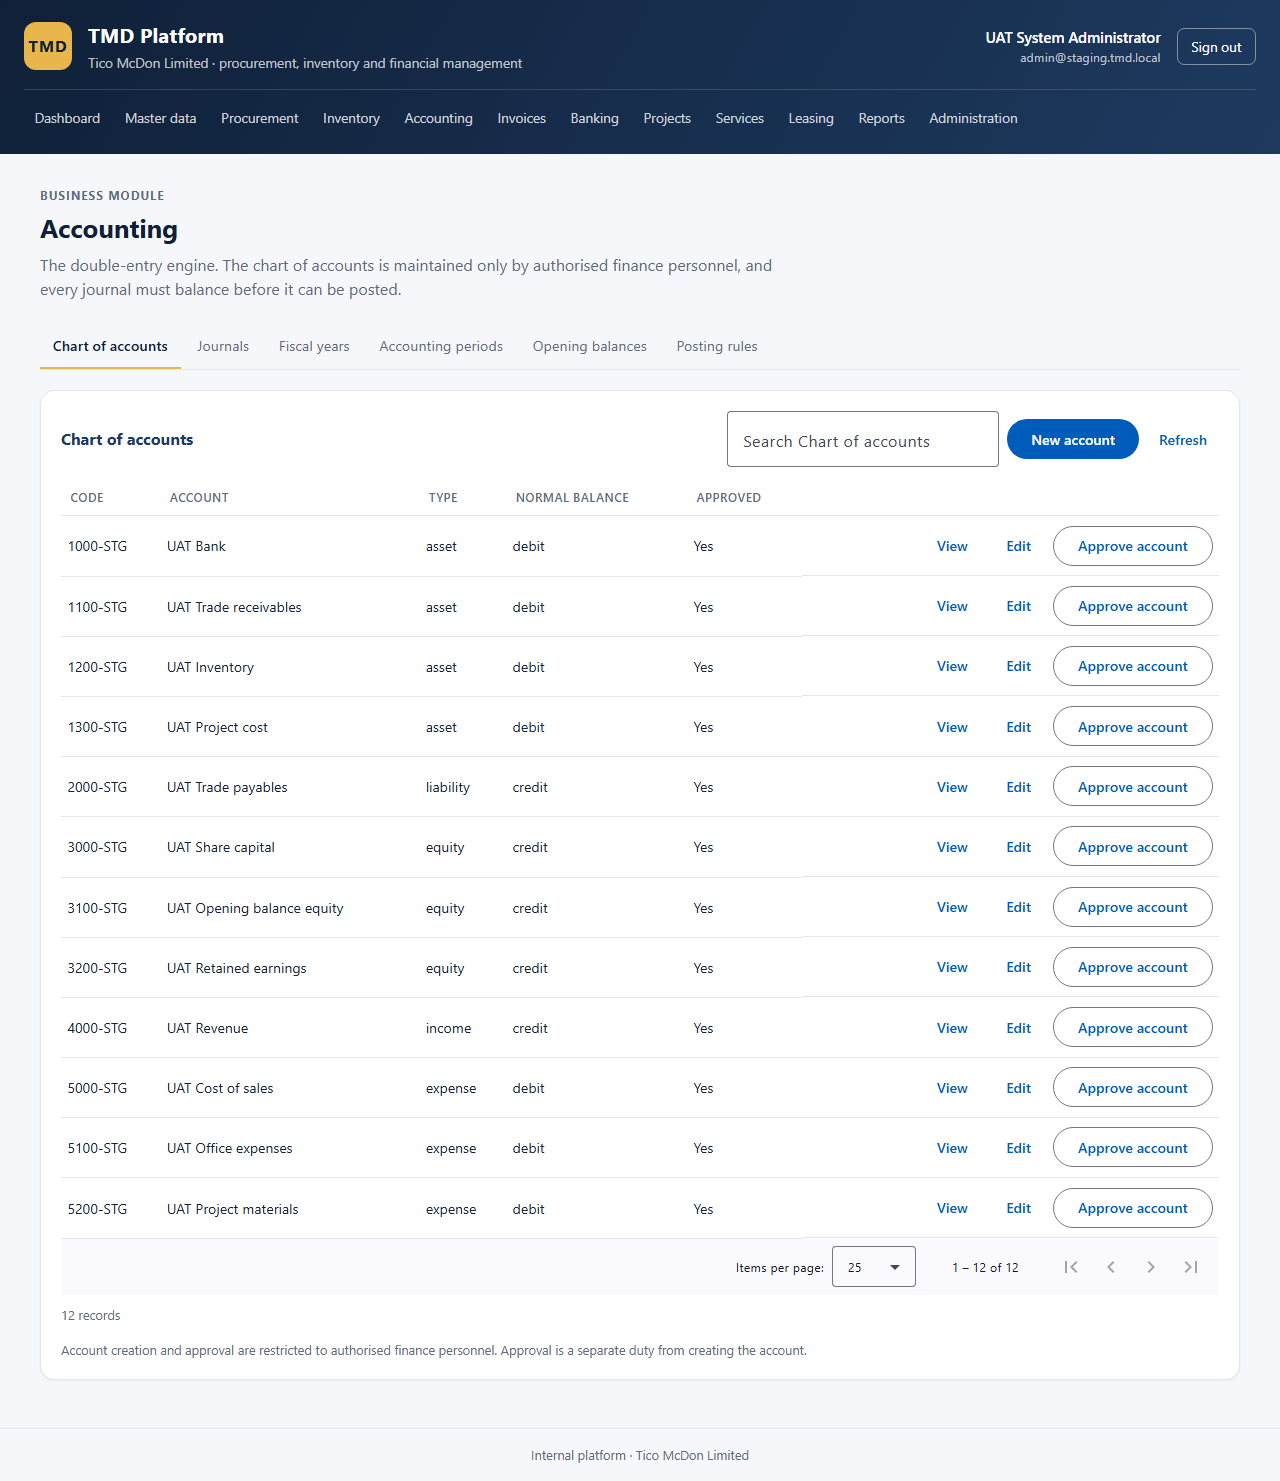 TMD
TMD Platform
Tico McDon Limited · procurement, inventory and financial management
UAT System Administrator
admin@staging.tmd.local
Sign out
Dashboard Master data Procurement Inventory Accounting Invoices Banking Projects Services Leasing Reports Administration
BUSINESS MODULE
Accounting
The double-entry engine. The chart of accounts is maintained only by authorised finance personnel, and
every journal must balance before it can be posted.
Chart of accounts Journals Fiscal years Accounting periods Opening balances Posting rules
Chart of accounts Search Chart of accounts New account Refresh
CODE ACCOUNT TYPE NORMAL BALANCE APPROVED
1000-STG UAT Bank asset debit Yes View Edit Approve account
1100-STG UAT Trade receivables asset debit Yes View Edit Approve account
1200-STG UAT Inventory asset debit Yes View Edit Approve account
1300-STG UAT Project cost asset debit Yes View Edit Approve account
2000-STG UAT Trade payables liability credit Yes View Edit Approve account
3000-STG UAT Share capital equity credit Yes View Edit Approve account
3100-STG UAT Opening balance equity equity credit Yes View Edit Approve account
3200-STG UAT Retained earnings equity credit Yes View Edit Approve account
4000-STG UAT Revenue income credit Yes View Edit Approve account
5000-STG UAT Cost of sales expense debit Yes View Edit Approve account
5100-STG UAT Office expenses expense debit Yes View Edit Approve account
5200-STG UAT Project materials expense debit Yes View Edit Approve account
Items per page: 25 1 – 12 of 12
12 records
Account creation and approval are restricted to authorised finance personnel. Approval is a separate duty from creating the account.
Internal platform · Tico McDon Limited